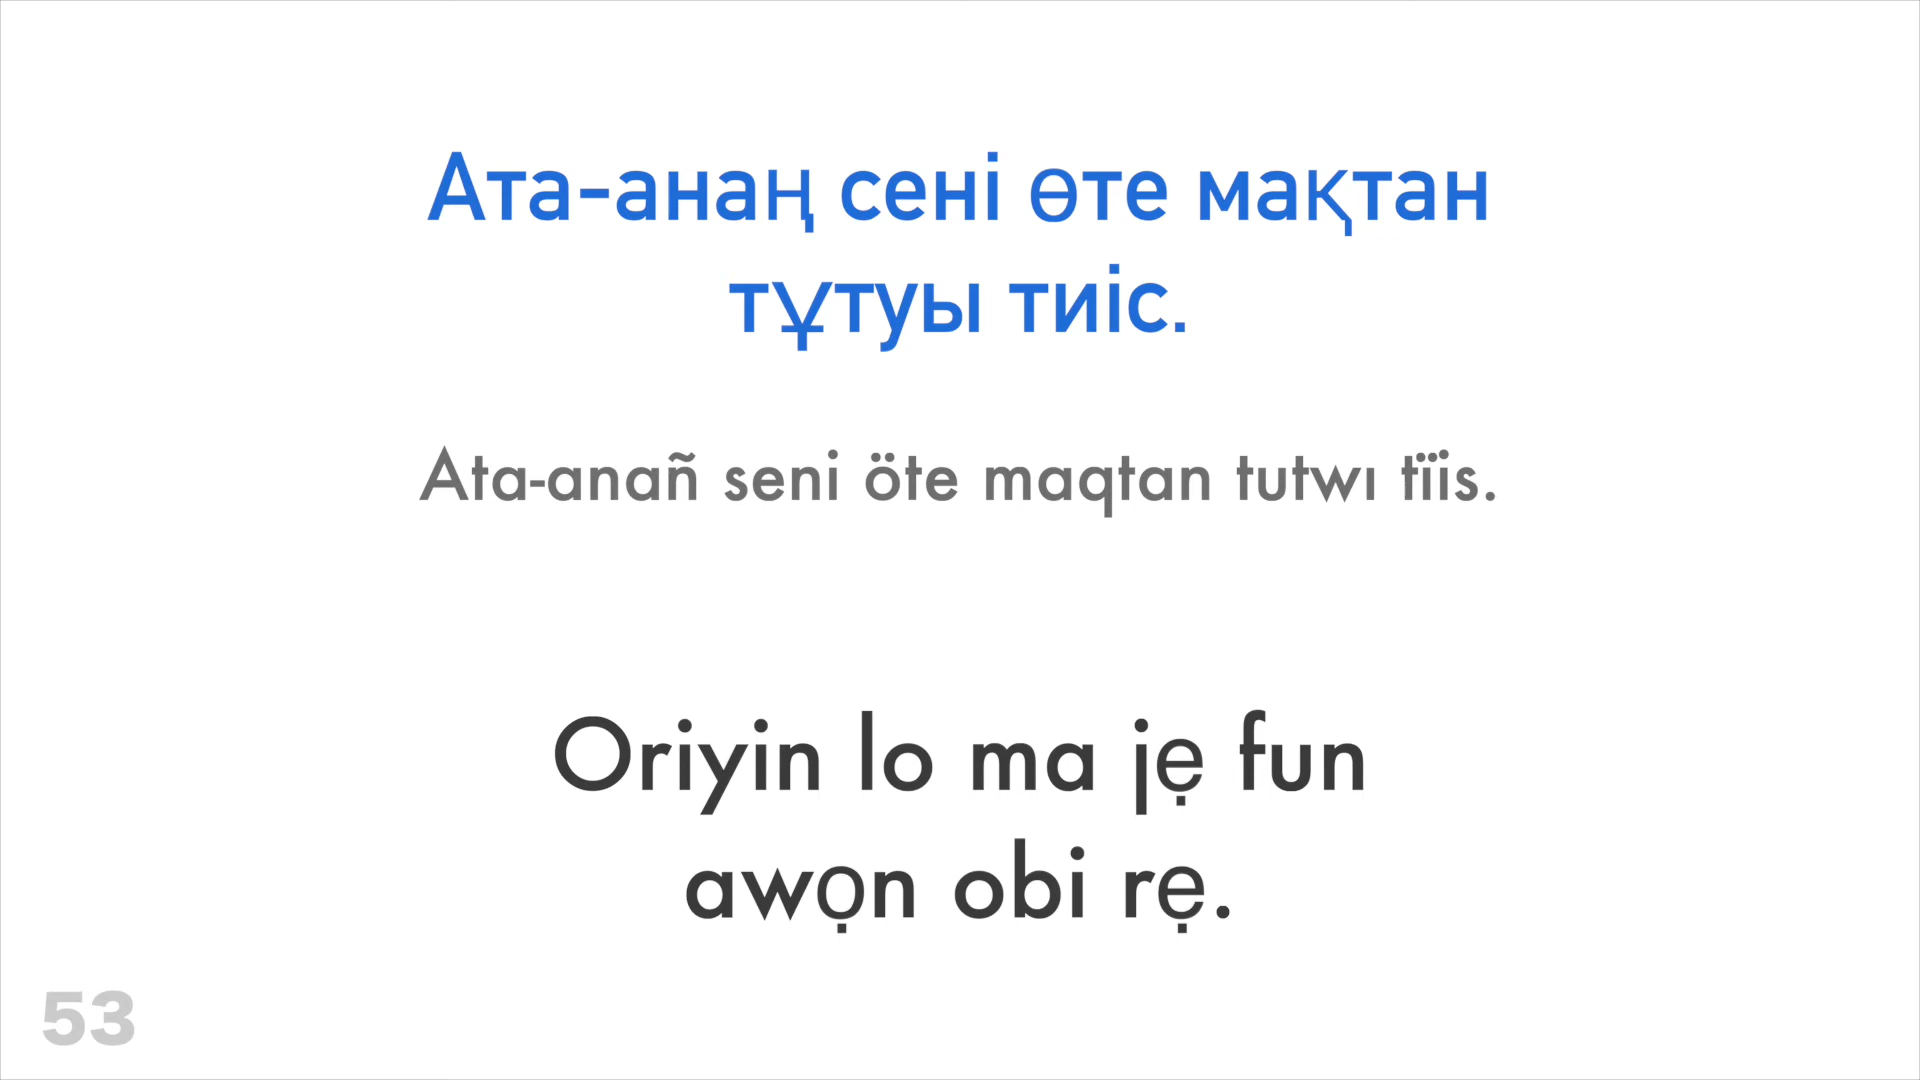 Ата-анаң сені өте мақтан
тұтуы тиіс.
Ata-anañ seni öte maqtan tutwı tïis.
Oriyin lo ma jẹ fun
awọn obi rẹ.
53